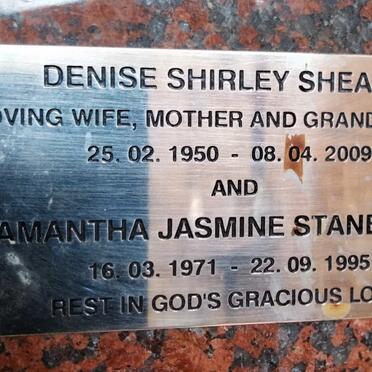 DENISE SHIRLEY SHEA
OVING WIFE, MOTHER AND GRAND
25. 02. 1950 - 08. 04. 2009
AND
AMANTHA JASMINE STAN
16. 03. 1971 - 22. 09. 1995
REST IN GOD'S GRACIOUS LO